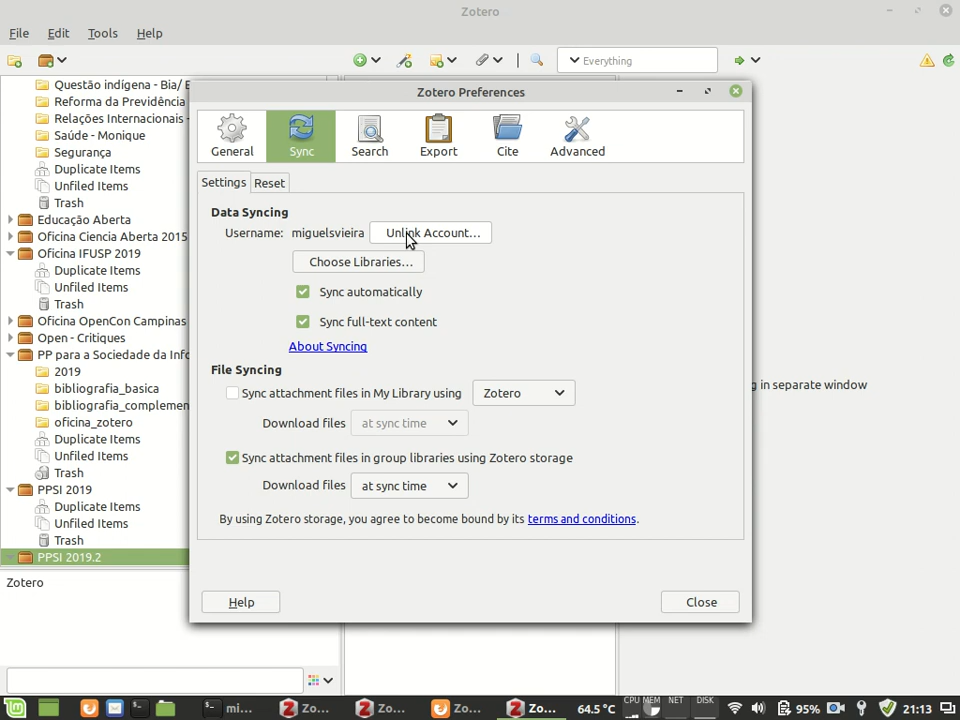 Zotero
File Edit Tools Help
Everything
Questão indígena - Bia/ E
Reforma da Previdência
Relações Internacionais -
Saúde - Monique
Segurança
Duplicate Items
Unfiled Items
Trash
Educação Aberta
Oficina Ciencia Aberta 2015
Oficina IFUSP 2019
Duplicate Items
Unfiled Items
Trash
Oficina OpenCon Campinas
Open - Critiques
PP para a Sociedade da Info
2019
bibliografia_basica
bibliografia_complemen
oficina_zotero
Duplicate Items
Unfiled Items
Trash
PPSI 2019
Duplicate Items
Unfiled Items
Trash
PPSI 2019.2
Zotero
Zotero Preferences
General Sync Search Export Cite Advanced
Settings Reset
Data Syncing
Username: miguelsvieira Unlink Account...
Choose Libraries...
Sync automatically
Sync full-text content
About Syncing
File Syncing
Sync attachment files in My Library using Zotero
Download files at sync time
Sync attachment files in group libraries using Zotero storage
Download files at sync time
By using Zotero storage, you agree to become bound by its terms and conditions.
Help Close
g in separate window
mi... Zo... Zo... Zo... Zo... 64.5°C CPU MEM NET DISK 95% 21:13